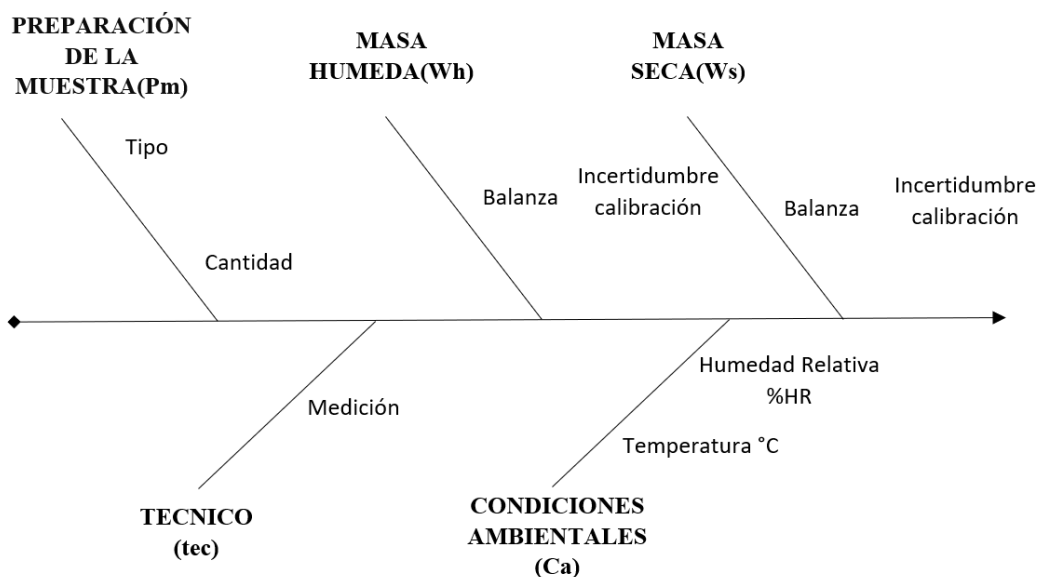 PREPARACIÓN
DE LA
MUESTRA(Pm)
MASA
HUMEDA(Wh)
MASA
SECA(Ws)
Tipo
Cantidad
Balanza
Incertidumbre
calibración
Balanza
Incertidumbre
calibración
Medición
Humedad Relativa
%HR
Temperatura °C
TECNICO
(tec)
CONDICIONES
AMBIENTALES
(Ca)